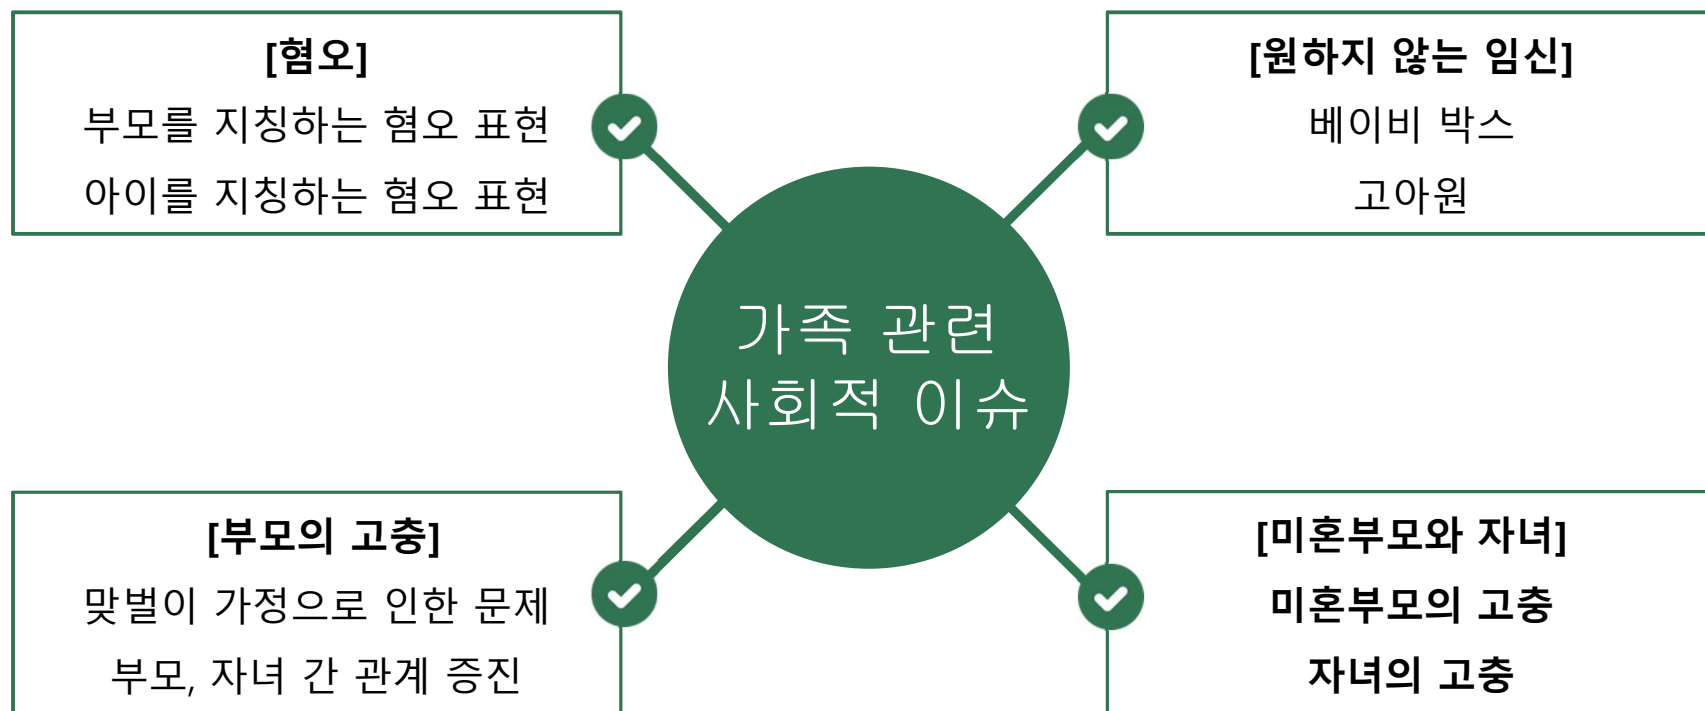 [혐오]
부모를 지칭하는 혐오 표현
아이를 지칭하는 혐오 표현
[원하지 않는 임신]
베이비 박스
고아원
가족 관련
사회적 이슈
[부모의 고충]
맞벌이 가정으로 인한 문제
부모, 자녀 간 관계 증진
[미혼부모와 자녀]
미혼부모의 고충
자녀의 고충